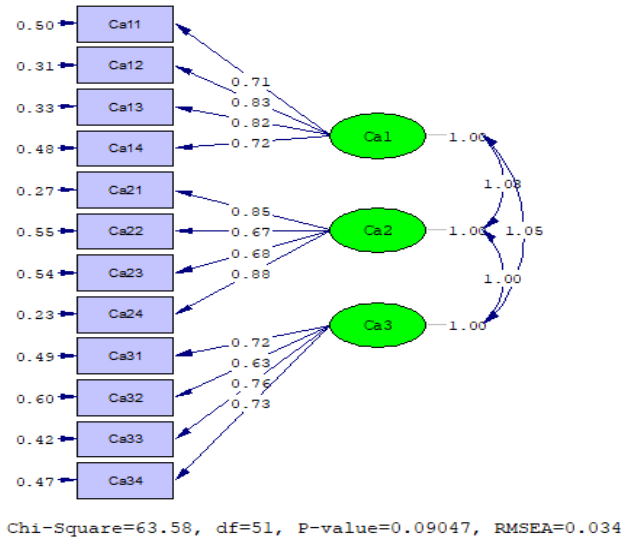 0.50 Ca11
0.31 Ca12 0.71
0.33 Ca13 0.83
0.82
0.48 Ca14 0.72 Ca1 1.00
0.27 Ca21 1.03
0.85
0.55 Ca22 0.67 Ca2 1.00 1.05
0.54 Ca23 0.68
0.23 Ca24 0.88 1.00
0.49 Ca31 0.72 Ca3 1.00
0.60 Ca32 0.63
0.76
0.42 Ca33 0.73
0.47 Ca34
Chi-Square=63.58, df=51, P-value=0.09047, RMSEA=0.034